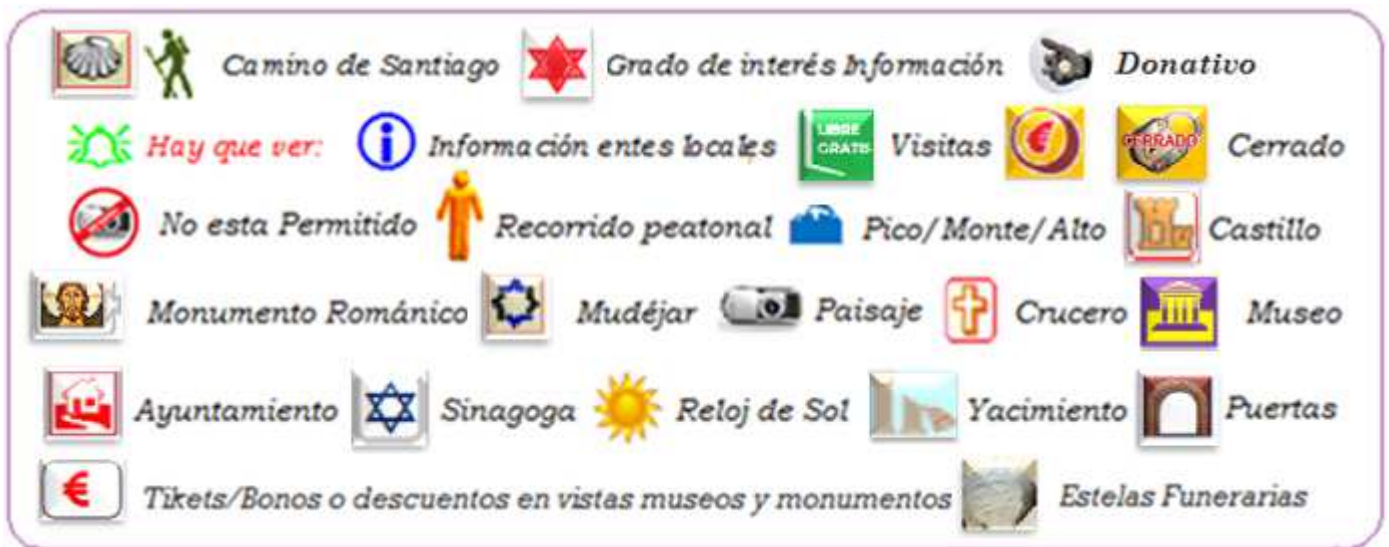 Camino de Santiago Grado de interés Información Donativo
Hay que ver: Información entes locales LIBRE GRATIS Visitas € CERRADO Cerrado
No esta Permitido Recorrido peatonal Pico/Monte/Alto Castillo
Monumento Románico Mudéjar Paisaje Crucero Museo
Ayuntamiento Sinagoga Reloj de Sol Yacimiento Puertas
€ Tikets/Bonos o descuentos en vistas museos y monumentos Estelas Funerarias